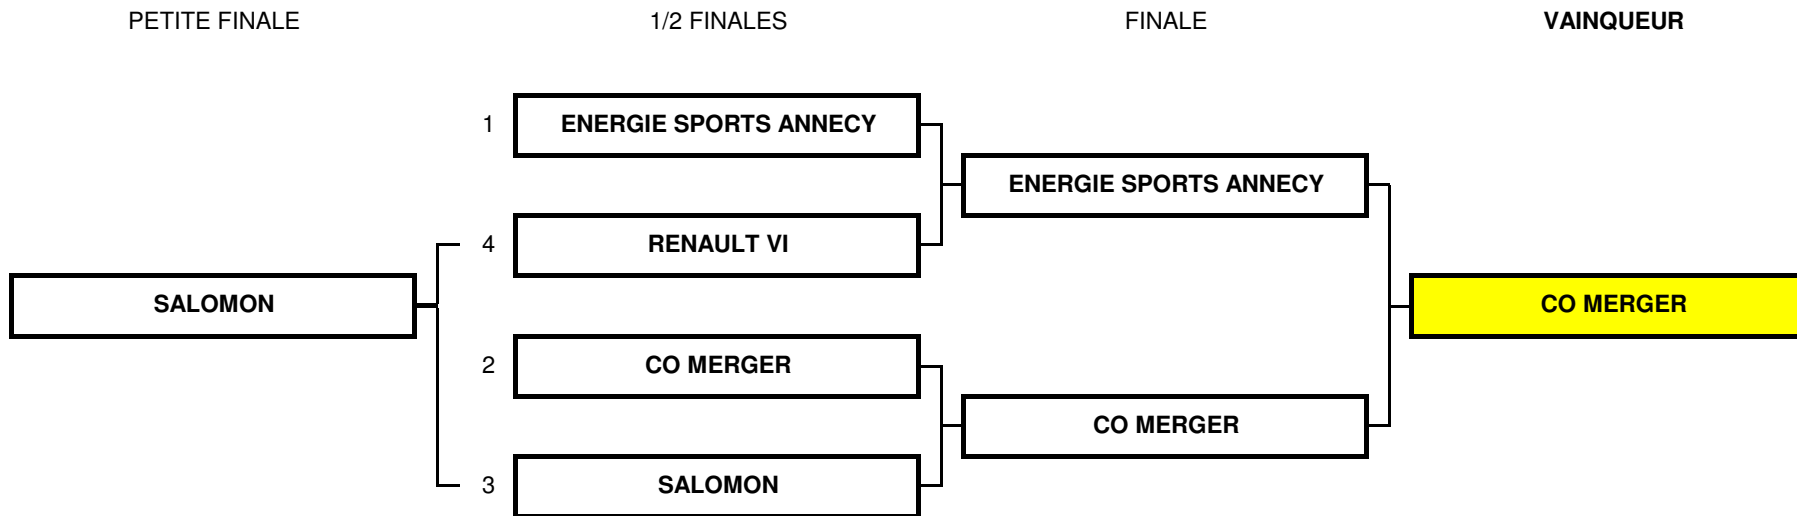 PETITE FINALE 1/2 FINALES FINALE VAINQUEUR
1 ENERGIE SPORTS ANNECY
ENERGIE SPORTS ANNECY
4 RENAULT VI
SALOMON CO MERGER
2 CO MERGER
CO MERGER
3 SALOMON